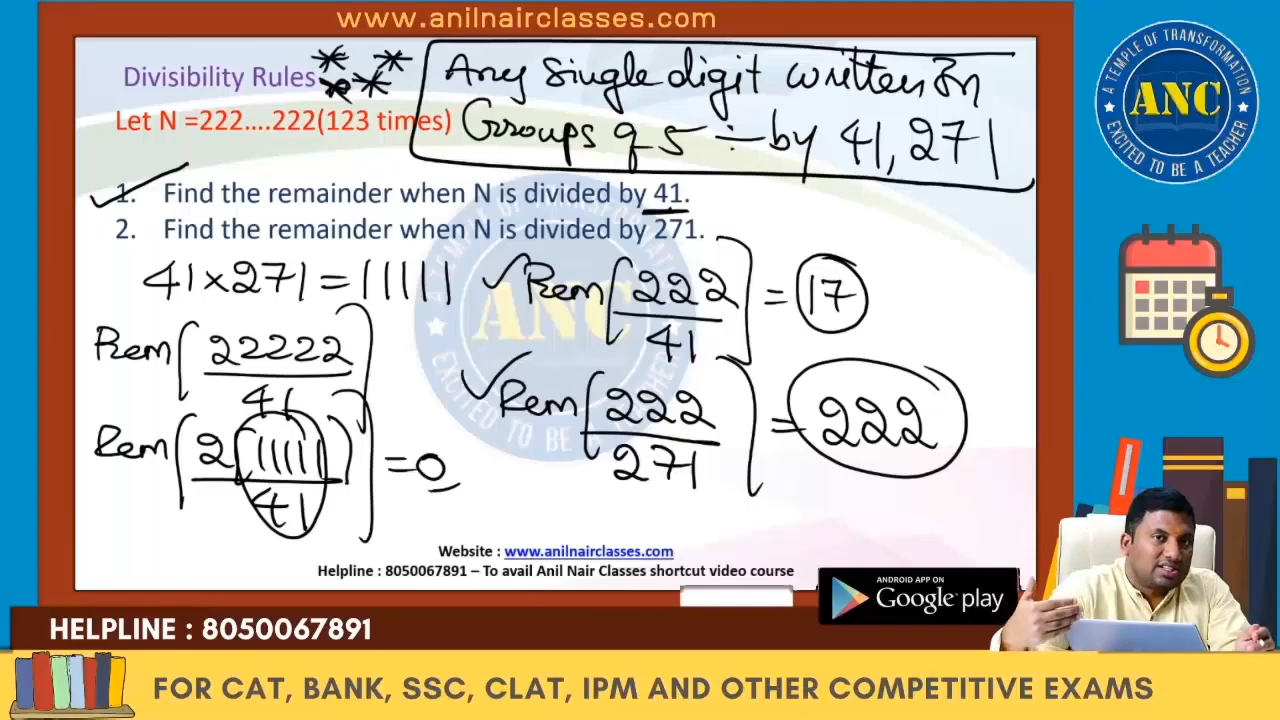 www.anilnairclasses.com
Divisibility Rules
Any Single digit written In
Groups of 5 ÷ by 41, 271
Let N =222....222(123 times)
1. Find the remainder when N is divided by 41.
2. Find the remainder when N is divided by 271.
41×271=11111
Rem[222/41] = 17
Rem[22222/41]
Rem[222/271] = 222
Rem[2(11111)/41] = 0
Website : www.anilnairclasses.com
Helpline : 8050067891 – To avail Anil Nair Classes shortcut video course
A TEMPLE OF TRANSFORMATION
ANC
EXCITED TO BE A TEACHER
ANDROID APP ON
Google play
HELPLINE : 8050067891
FOR CAT, BANK, SSC, CLAT, IPM AND OTHER COMPETITIVE EXAMS